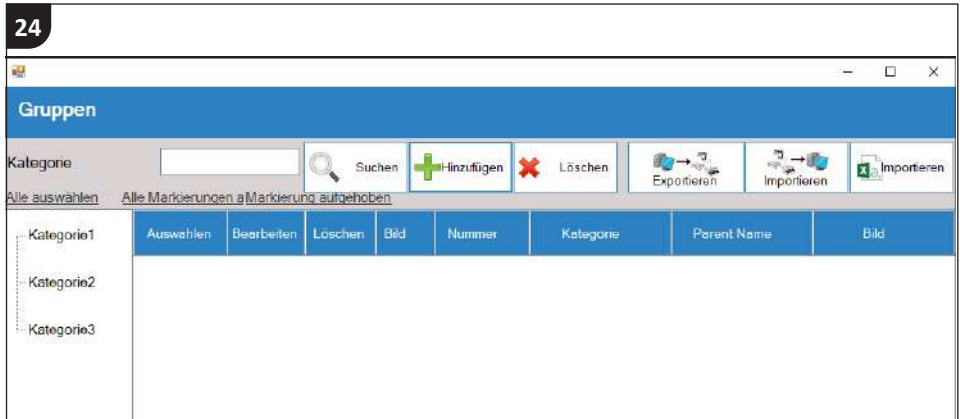 24
Gruppen
Kategorie Suchen Hinzufügen Löschen Exportieren Importieren Importieren
Alle auswählen Alle Markierungen aMarkierung aufgehoben
Kategorie1 Auswahlen Bearbeiten Löschen Bild Nummer Kategorie Parent Name Bild
Kategorie2
Kategorie3